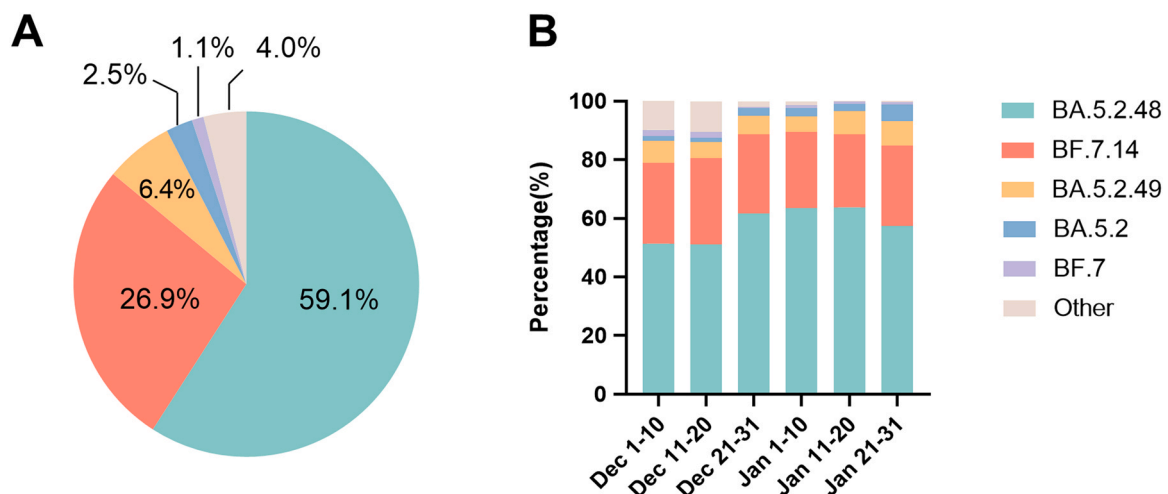 A
2.5%
1.1%
4.0%
6.4%
26.9%
59.1%
B
Percentage(%)
100
80
60
40
20
0
Dec 1-10
Dec 11-20
Dec 21-31
Jan 1-10
Jan 11-20
Jan 21-31
BA.5.2.48
BF.7.14
BA.5.2.49
BA.5.2
BF.7
Other